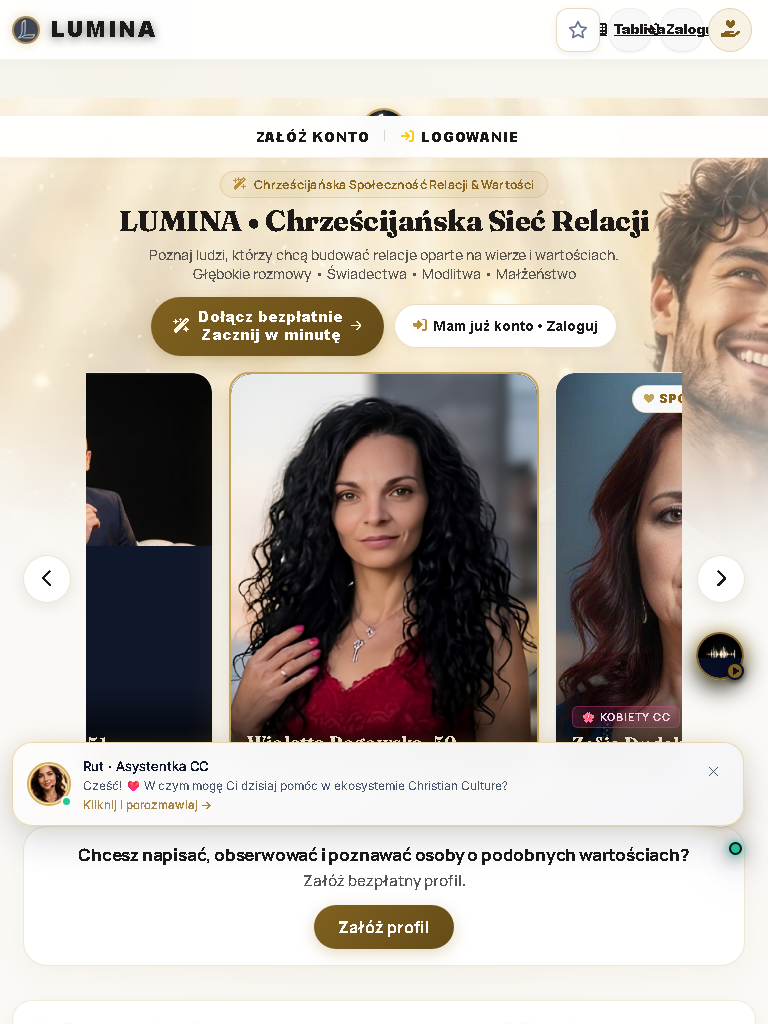 LUMINA
Tablica Zaloguj
ZAŁÓŻ KONTO
LOGOWANIE
Chrześcijańska Społeczność Relacji & Wartości
LUMINA • Chrześcijańska Sieć Relacji
Poznaj ludzi, którzy chcą budować relacje oparte na wierze i wartościach.
Głębokie rozmowy • Świadectwa • Modlitwa • Małżeństwo
Dołącz bezpłatnie
Zacznij w minutę →
Mam już konto • Zaloguj
KOBIETY CC
Rut · Asystentka CC
Cześć! ❤️ W czym mogę Ci dzisiaj pomóc w ekosystemie Christian Culture?
Kliknij i porozmawiaj →
Chcesz napisać, obserwować i poznawać osoby o podobnych wartościach?
Załóż bezpłatny profil.
Załóż profil